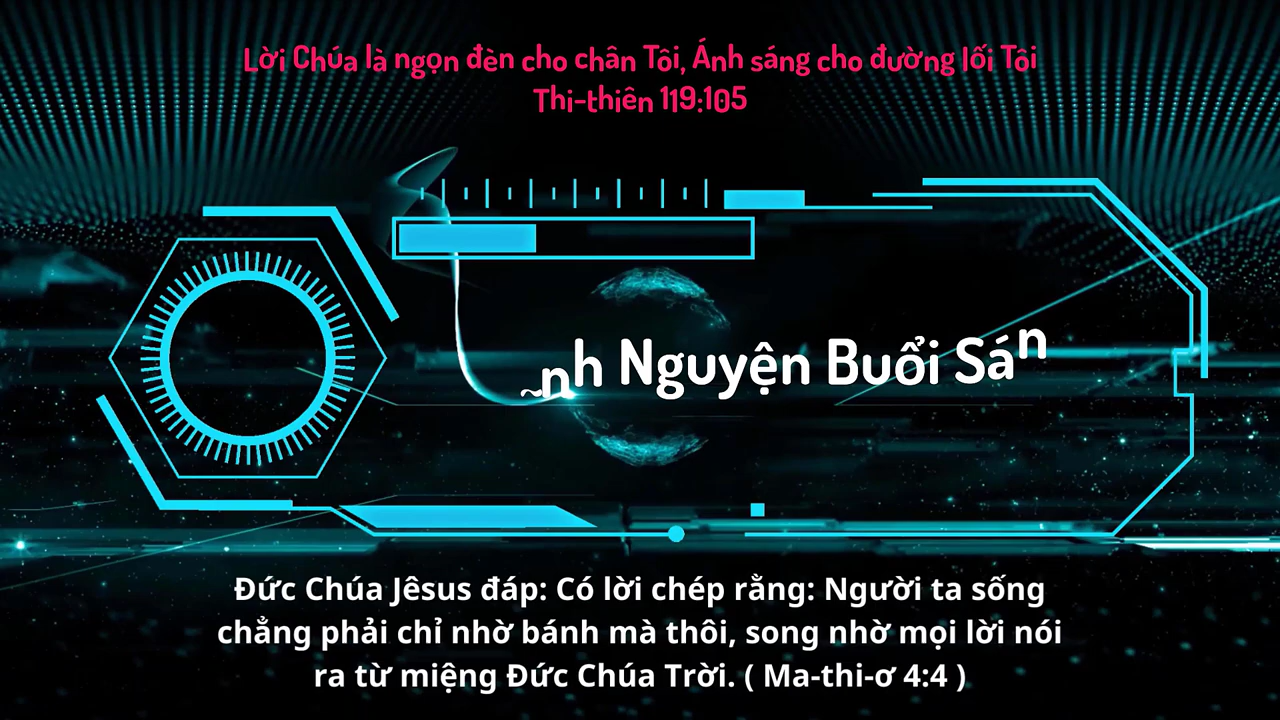 Lời Chúa là ngọn đèn cho chân Tôi, Ánh sáng cho đường lối Tôi
Thi-thiên 119:105
nh Nguyện Buổi Sán
Đức Chúa Jêsus đáp: Có lời chép rằng: Người ta sống
chẳng phải chỉ nhờ bánh mà thôi, song nhờ mọi lời nói
ra từ miệng Đức Chúa Trời. ( Ma-thi-ơ 4:4 )